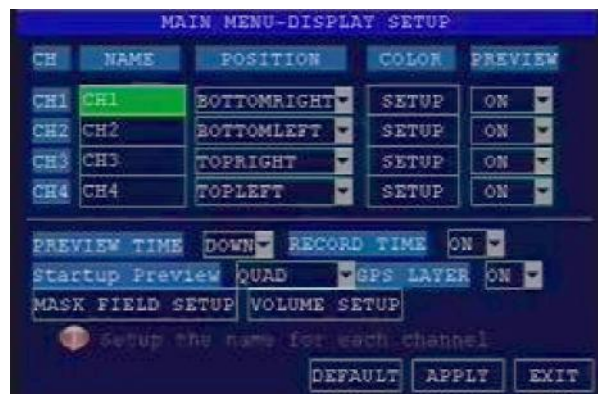 MAIN MENU-DISPLAY SETUP
CH NAME POSITION COLOR PREVIEW
CH1 CH1 BOTTOMRIGHT SETUP ON
CH2 CH2 BOTTOMLEFT SETUP ON
CH3 CH3 TOPRIGHT SETUP ON
CH4 CH4 TOPLEFT SETUP ON
PREVIEW TIME DOWN RECORD TIME ON
Startup Preview QUAD GPS LAYER ON
MASK FIELD SETUP VOLUME SETUP
Setup the name for each channel
DEFAULT APPLY EXIT